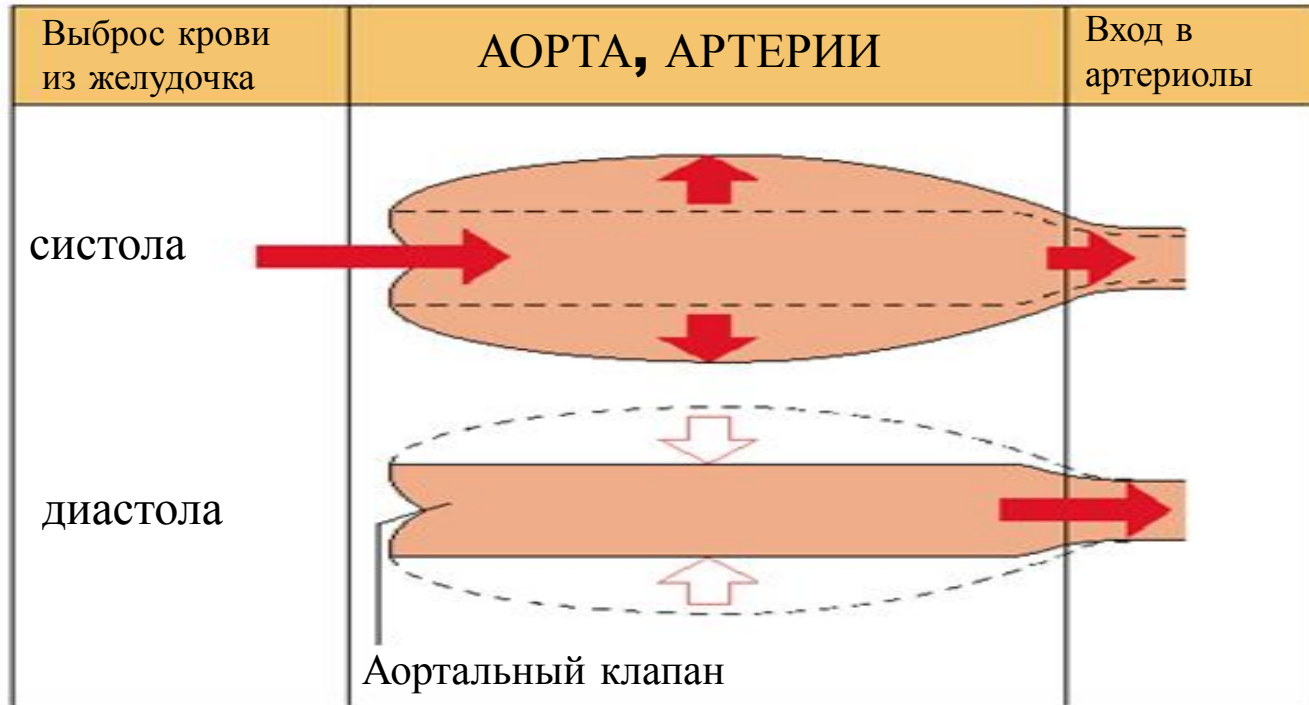 Выброс крови
из желудочка
АОРТА, АРТЕРИИ
Вход в
артериолы
систола
диастола
Аортальный клапан